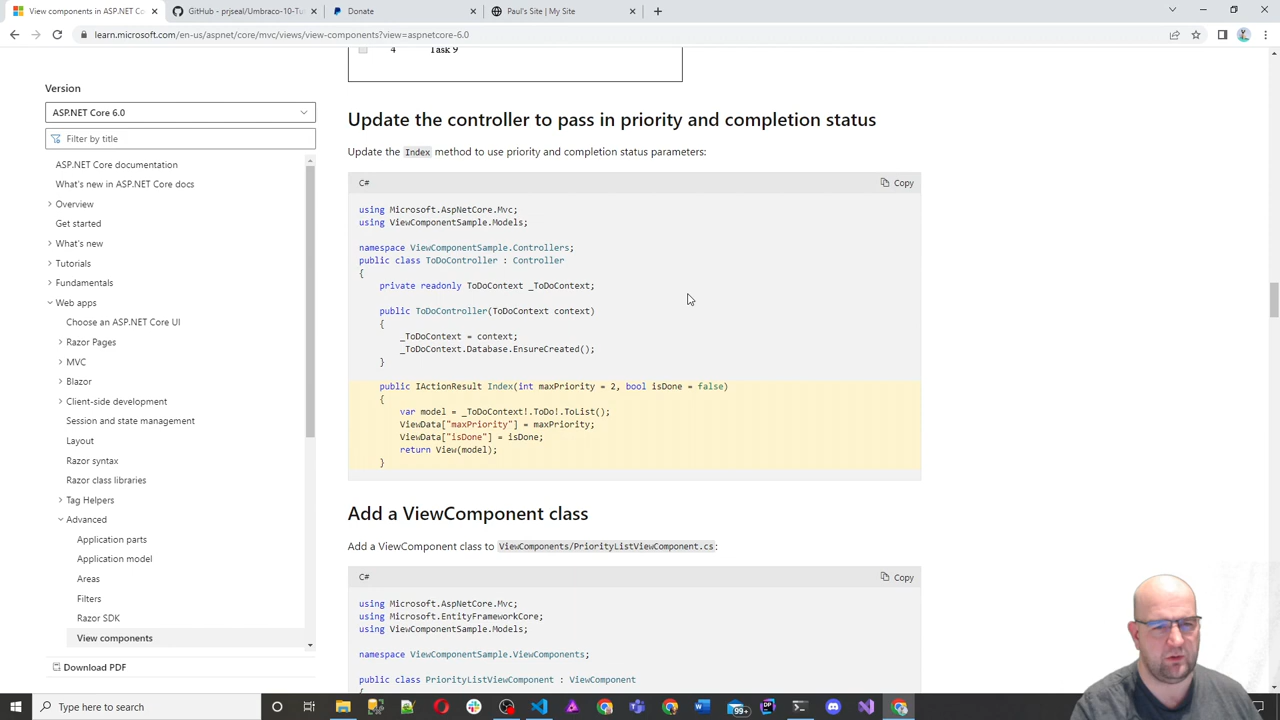 View components in ASP.NET Co
GitHub - prjseal/Umbraco-10-Tu
Donate
Paul's Site | My Site
learn.microsoft.com/en-us/aspnet/core/mvc/views/view-components?view=aspnetcore-6.0
4 Task 9
Version
ASP.NET Core 6.0
Filter by title
ASP.NET Core documentation
What's new in ASP.NET Core docs
Overview
Get started
What's new
Tutorials
Fundamentals
Web apps
Choose an ASP.NET Core UI
Razor Pages
MVC
Blazor
Client-side development
Session and state management
Layout
Razor syntax
Razor class libraries
Tag Helpers
Advanced
Application parts
Application model
Areas
Filters
Razor SDK
View components
Download PDF
Update the controller to pass in priority and completion status
Update the Index method to use priority and completion status parameters:
C# Copy
using Microsoft.AspNetCore.Mvc;
using ViewComponentSample.Models;
namespace ViewComponentSample.Controllers;
public class ToDoController : Controller
{
private readonly ToDoContext _ToDoContext;
public ToDoController(ToDoContext context)
{
_ToDoContext = context;
_ToDoContext.Database.EnsureCreated();
}
public IActionResult Index(int maxPriority = 2, bool isDone = false)
{
var model = _ToDoContext!.ToDo!.ToList();
ViewData["maxPriority"] = maxPriority;
ViewData["isDone"] = isDone;
return View(model);
}
Add a ViewComponent class
Add a ViewComponent class to ViewComponents/PriorityListViewComponent.cs:
C# Copy
using Microsoft.AspNetCore.Mvc;
using Microsoft.EntityFrameworkCore;
using ViewComponentSample.Models;
namespace ViewComponentSample.ViewComponents;
public class PriorityListViewComponent : ViewComponent
{
Type here to search
99+